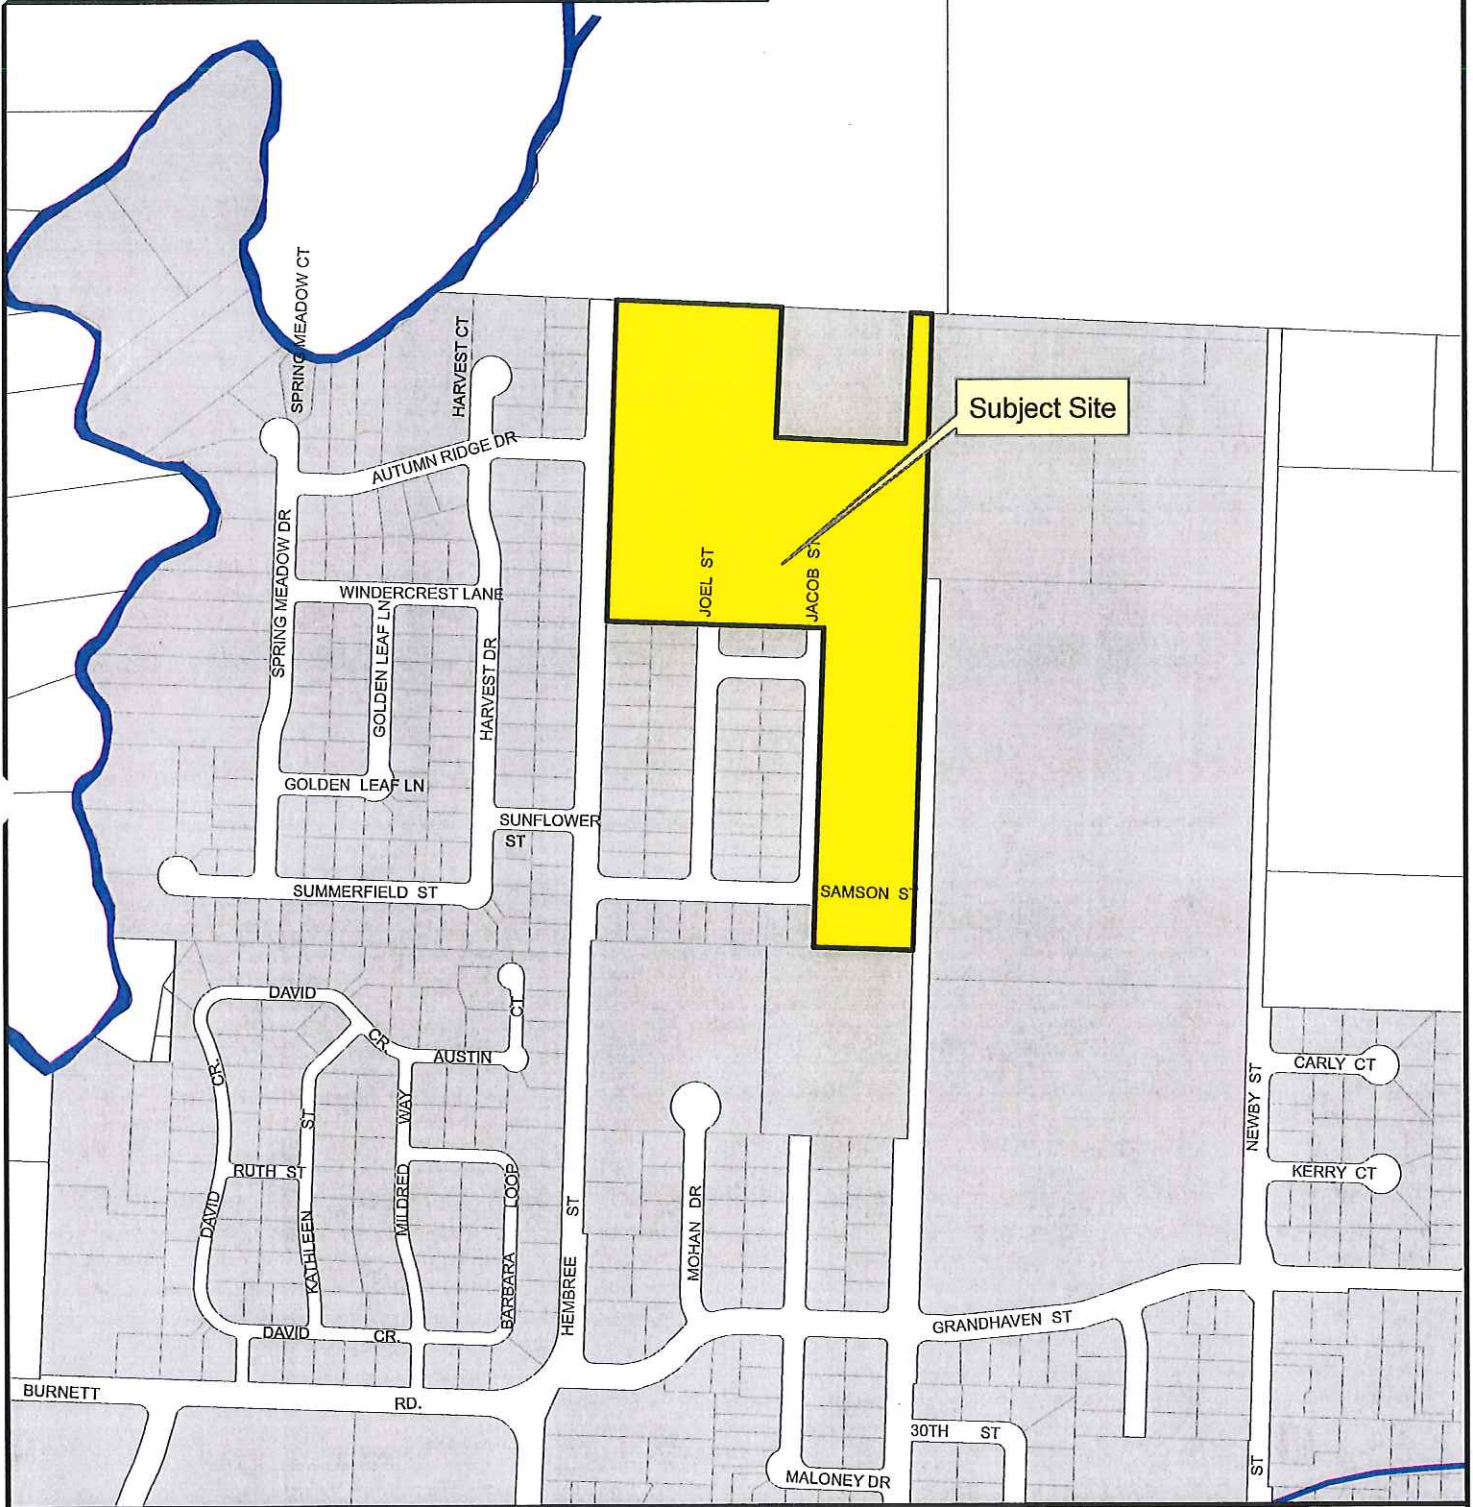 SPRING MEADOW CT
HARVEST CT
Subject Site
AUTUMN RIDGE DR
SPRING MEADOW DR
JOEL ST
JACOB ST
WINDERCREST LANE
GOLDEN LEAF LN
HARVEST DR
GOLDEN LEAF LN
SUNFLOWER
ST
SUMMERFIELD ST
SAMSON ST
DAVID
CR.
CT
AUSTIN
CR.
WAY
ST
CARLY CT
NEWBY ST
RUTH ST
KERRY CT
DAVID
KATHLEEN
MILDRED
LOOP
BARBARA
ST
HEMBREE
MOHAN DR
DAVID
CR.
GRANDHAVEN ST
BURNETT
RD.
30TH ST
MALONEY DR
ST